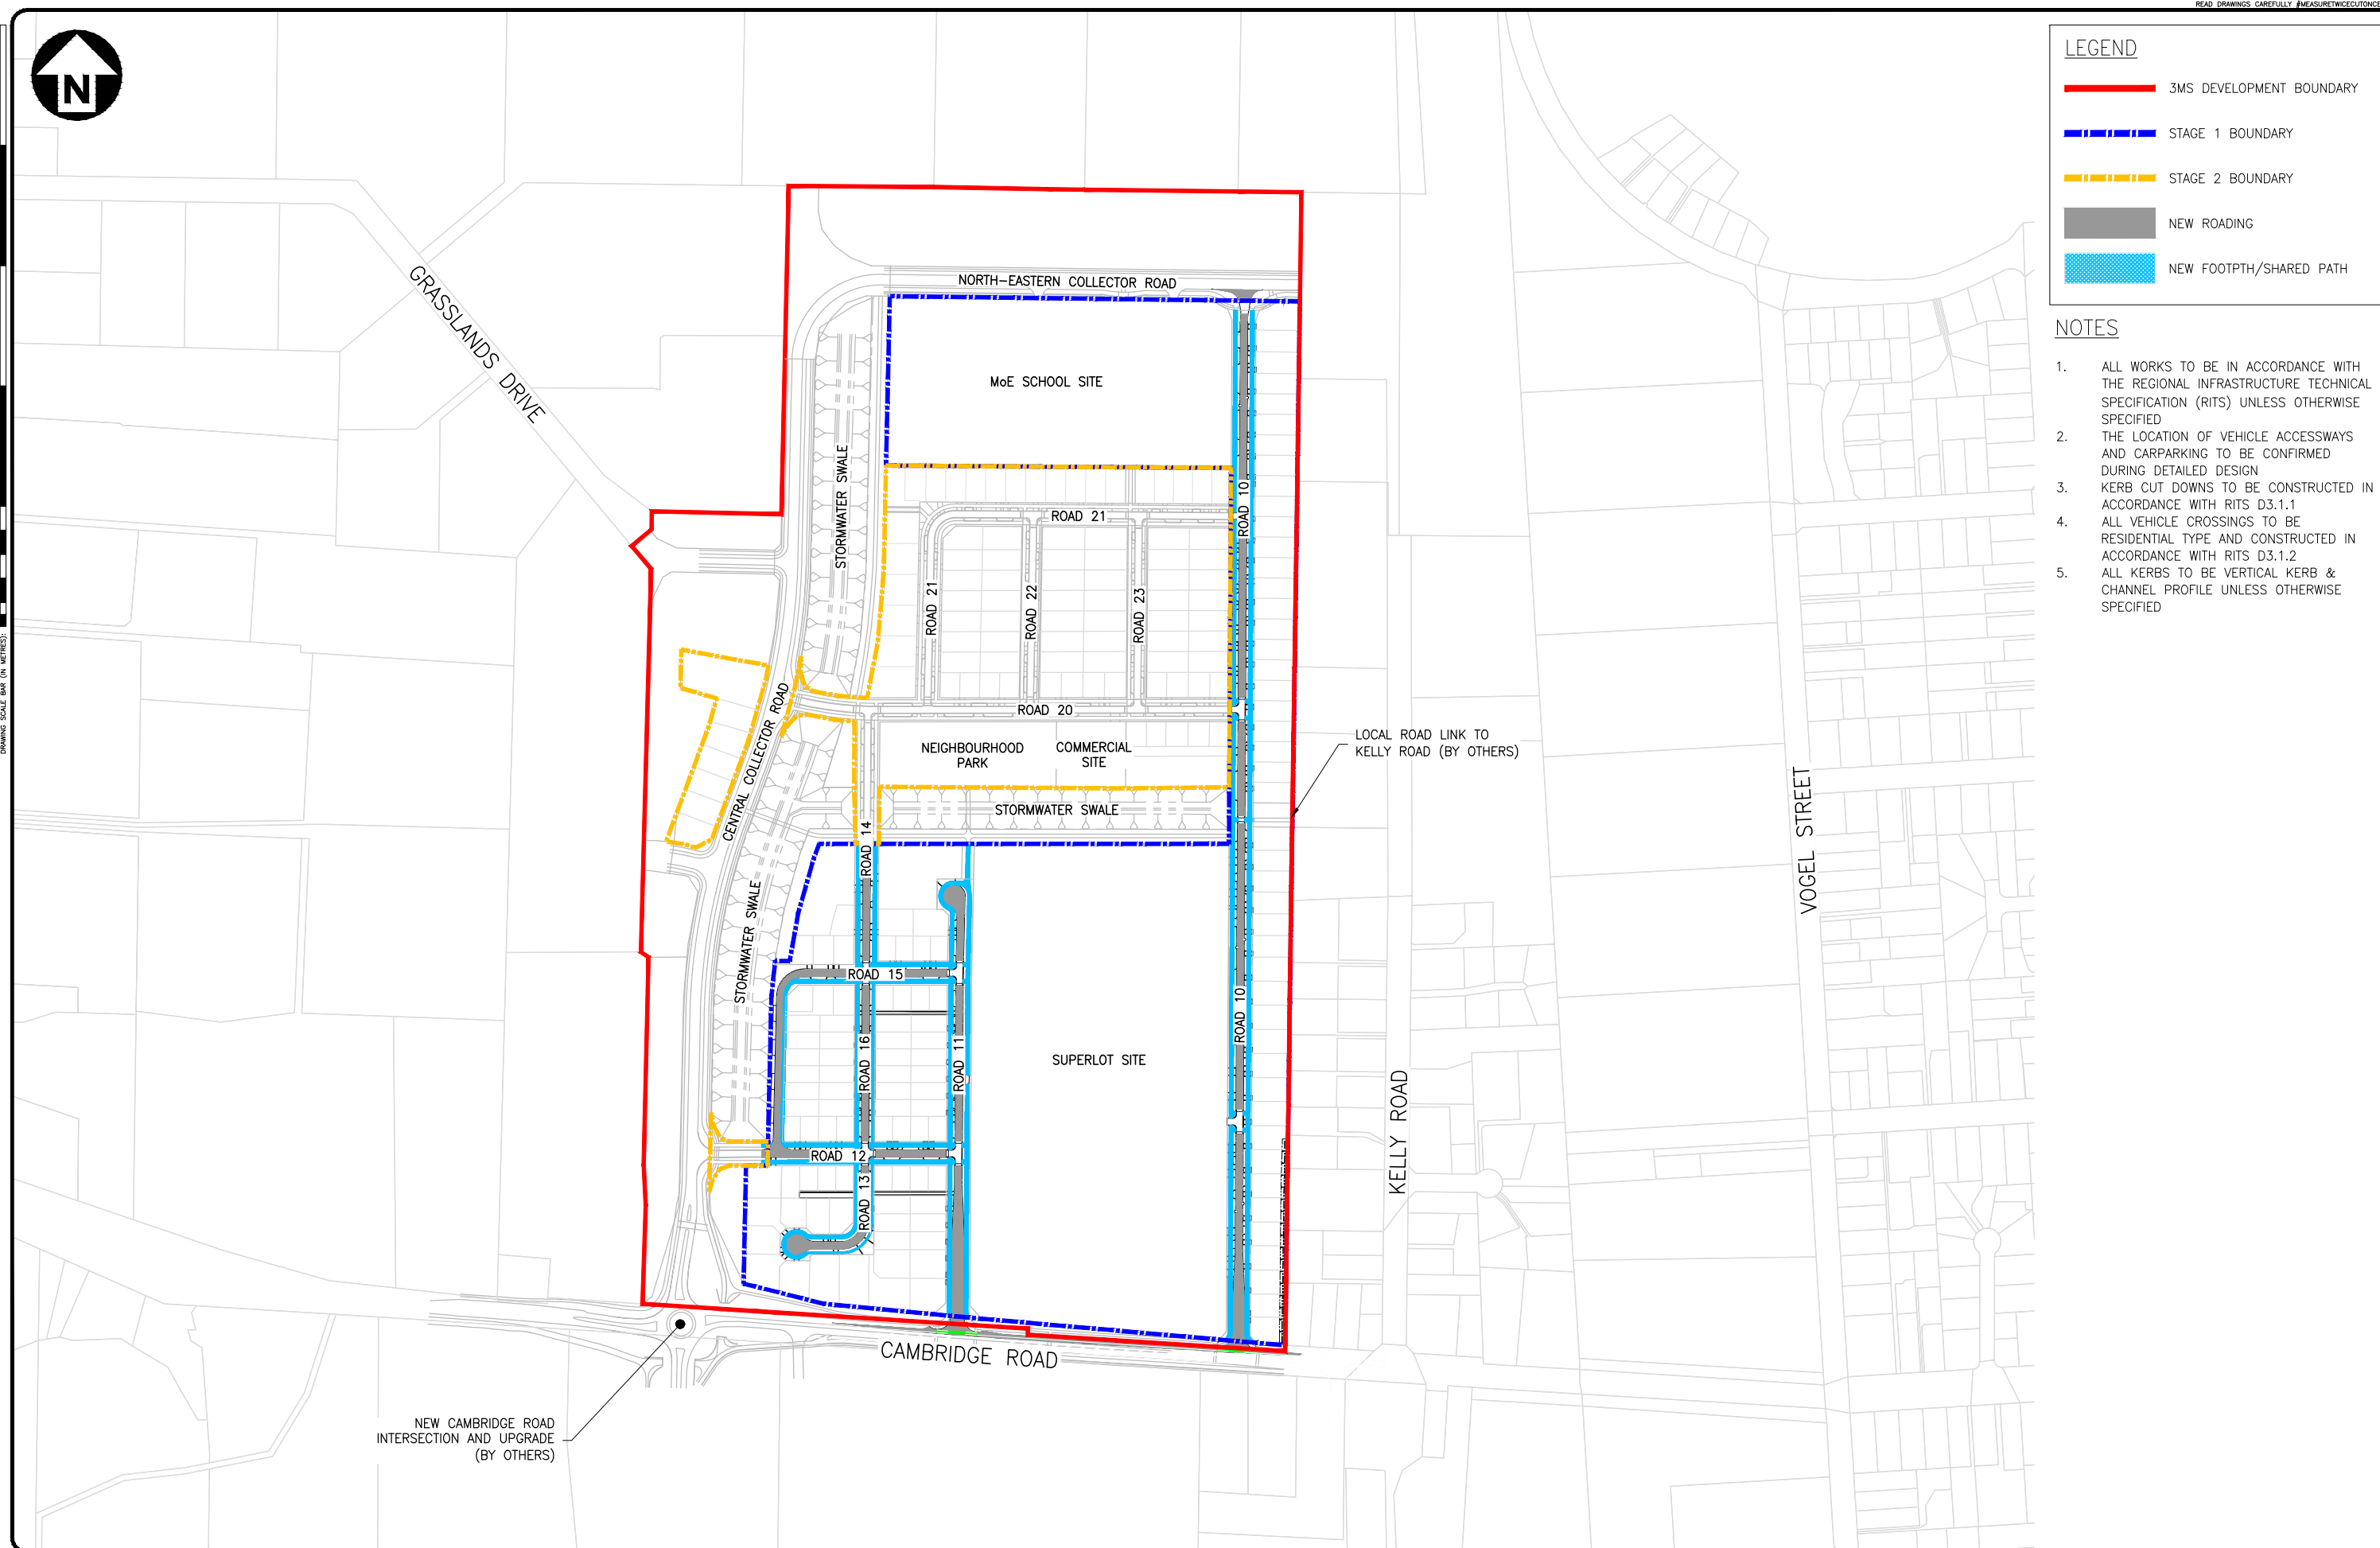 READ DRAWINGS CAREFULLY #MEASURETWICECUTONCE
N
DRAWING SCALE BAR (IN METRES):
LEGEND
3MS DEVELOPMENT BOUNDARY
STAGE 1 BOUNDARY
STAGE 2 BOUNDARY
NEW ROADING
NEW FOOTPTH/SHARED PATH
NOTES
1. ALL WORKS TO BE IN ACCORDANCE WITH
THE REGIONAL INFRASTRUCTURE TECHNICAL
SPECIFICATION (RITS) UNLESS OTHERWISE
SPECIFIED
2. THE LOCATION OF VEHICLE ACCESSWAYS
AND CARPARKING TO BE CONFIRMED
DURING DETAILED DESIGN
3. KERB CUT DOWNS TO BE CONSTRUCTED IN
ACCORDANCE WITH RITS D3.1.1
4. ALL VEHICLE CROSSINGS TO BE
RESIDENTIAL TYPE AND CONSTRUCTED IN
ACCORDANCE WITH RITS D3.1.2
5. ALL KERBS TO BE VERTICAL KERB &
CHANNEL PROFILE UNLESS OTHERWISE
SPECIFIED
GRASSLANDS DRIVE
NORTH-EASTERN COLLECTOR ROAD
MoE SCHOOL SITE
STORMWATER SWALE
ROAD 10
ROAD 21
ROAD 21
ROAD 22
ROAD 23
ROAD 20
CENTRAL COLLECTOR ROAD
NEIGHBOURHOOD
PARK
COMMERCIAL
SITE
LOCAL ROAD LINK TO
KELLY ROAD (BY OTHERS)
STORMWATER SWALE
ROAD 14
STORMWATER SWALE
VOGEL STREET
ROAD 15
ROAD 10
ROAD 16
ROAD 11
SUPERLOT SITE
KELLY ROAD
ROAD 12
ROAD 13
CAMBRIDGE ROAD
NEW CAMBRIDGE ROAD
INTERSECTION AND UPGRADE
(BY OTHERS)